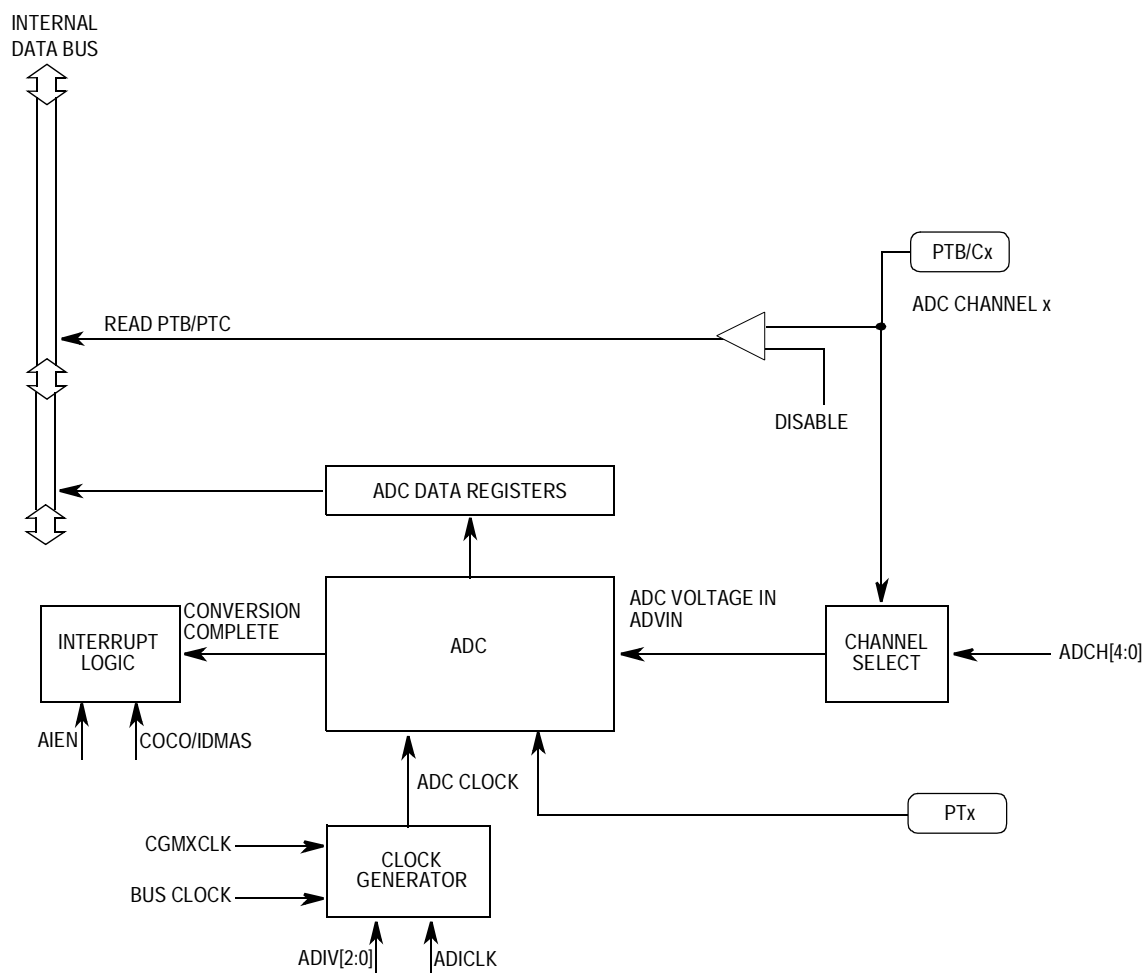 INTERNAL
DATA BUS
PTB/Cx
ADC CHANNEL x
READ PTB/PTC
DISABLE
ADC DATA REGISTERS
INTERRUPT
LOGIC
CONVERSION
COMPLETE
ADC
ADC VOLTAGE IN
ADVIN
CHANNEL
SELECT
ADCH[4:0]
AIEN
COCO/IDMAS
ADC CLOCK
PTx
CGMXCLK
BUS CLOCK
CLOCK
GENERATOR
ADIV[2:0]
ADICLK